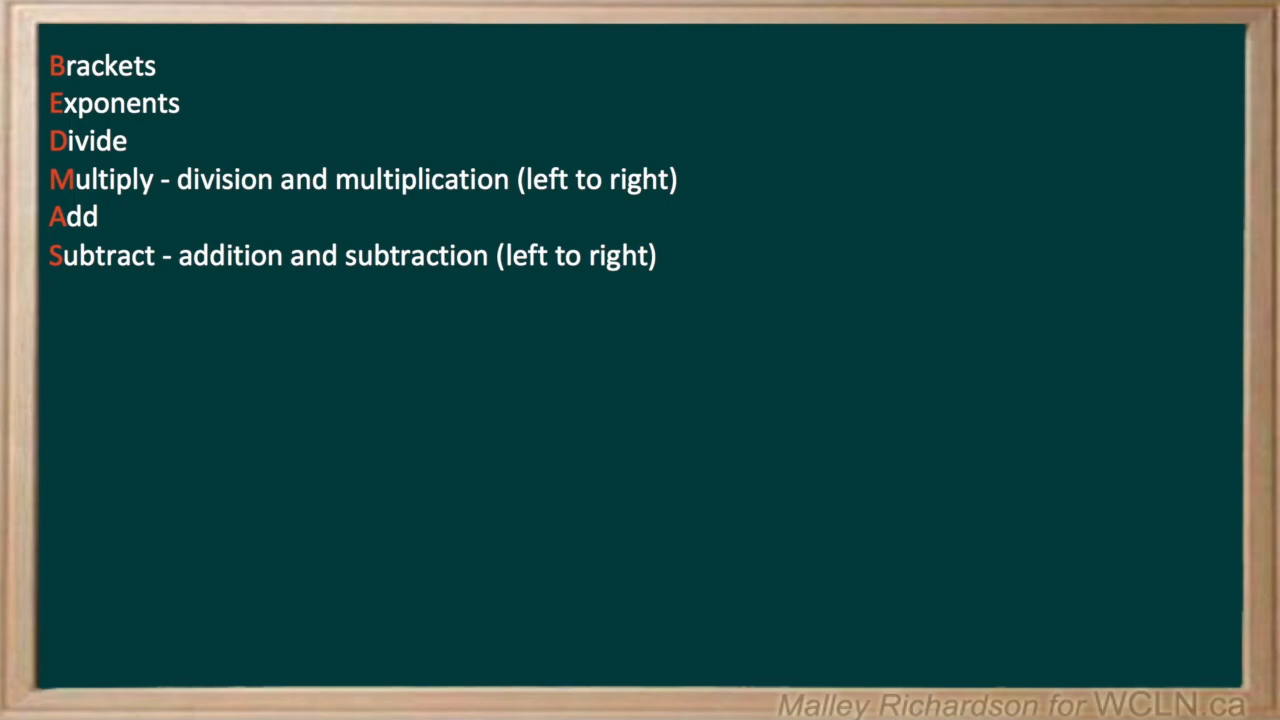 Brackets
Exponents
Divide
Multiply - division and multiplication (left to right)
Add
Subtract - addition and subtraction (left to right)
Malley Richardson for WCLN.ca